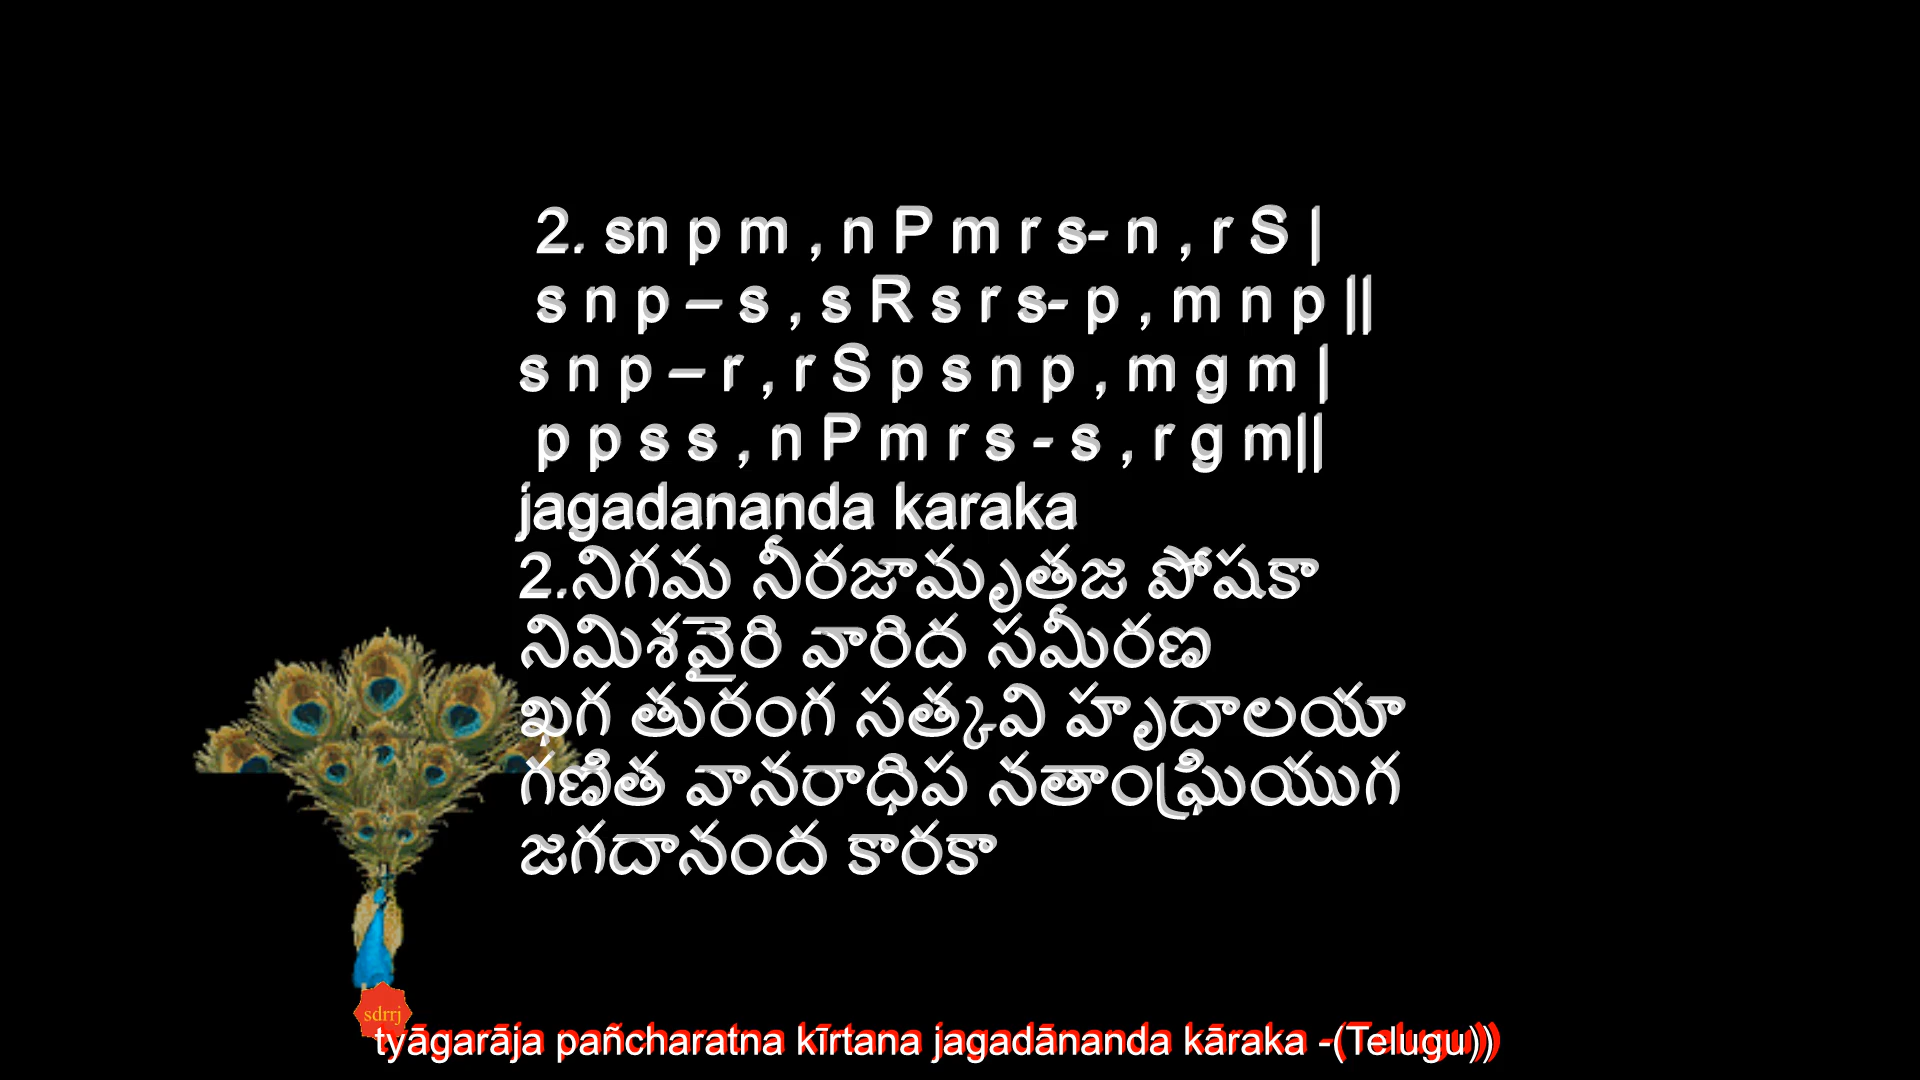 2. sn p m , n P m r s- n , r S |
s n p – s , s R s r s- p , m n p ||
s n p – r , r S p s n p , m g m |
p p s s , n P m r s - s , r g m||
jagadananda karaka
2.నిగమ నీరజామృతజ పోషకా
నిమిశవైరి వారిద సమీరణ
ఖగ తురంగ సత్కవి హృదాలయా
గణిత వానరాధిప నతాంఘ్రియుగ
జగదానంద కారకా
sdrrj
tyāgarāja pañcharatna kīrtana jagadānanda kāraka -(Telugu))